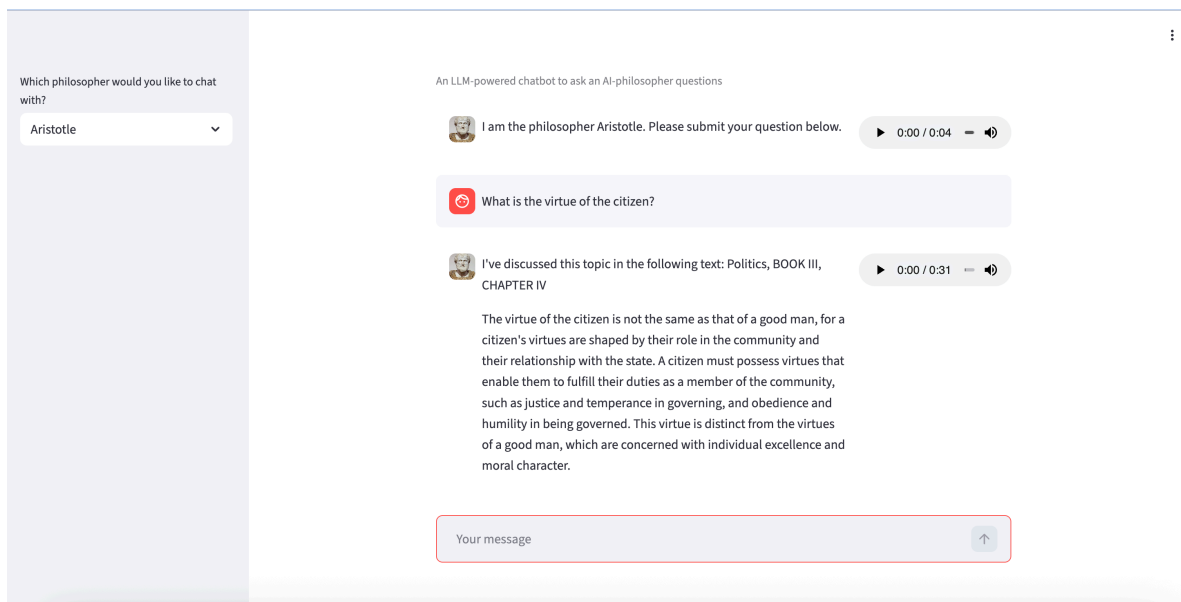 Which philosopher would you like to chat
with?
Aristotle
An LLM-powered chatbot to ask an AI-philosopher questions
I am the philosopher Aristotle. Please submit your question below.
0:00 / 0:04
What is the virtue of the citizen?
I've discussed this topic in the following text: Politics, BOOK III,
CHAPTER IV
0:00 / 0:31
The virtue of the citizen is not the same as that of a good man, for a
citizen's virtues are shaped by their role in the community and
their relationship with the state. A citizen must possess virtues that
enable them to fulfill their duties as a member of the community,
such as justice and temperance in governing, and obedience and
humility in being governed. This virtue is distinct from the virtues
of a good man, which are concerned with individual excellence and
moral character.
Your message